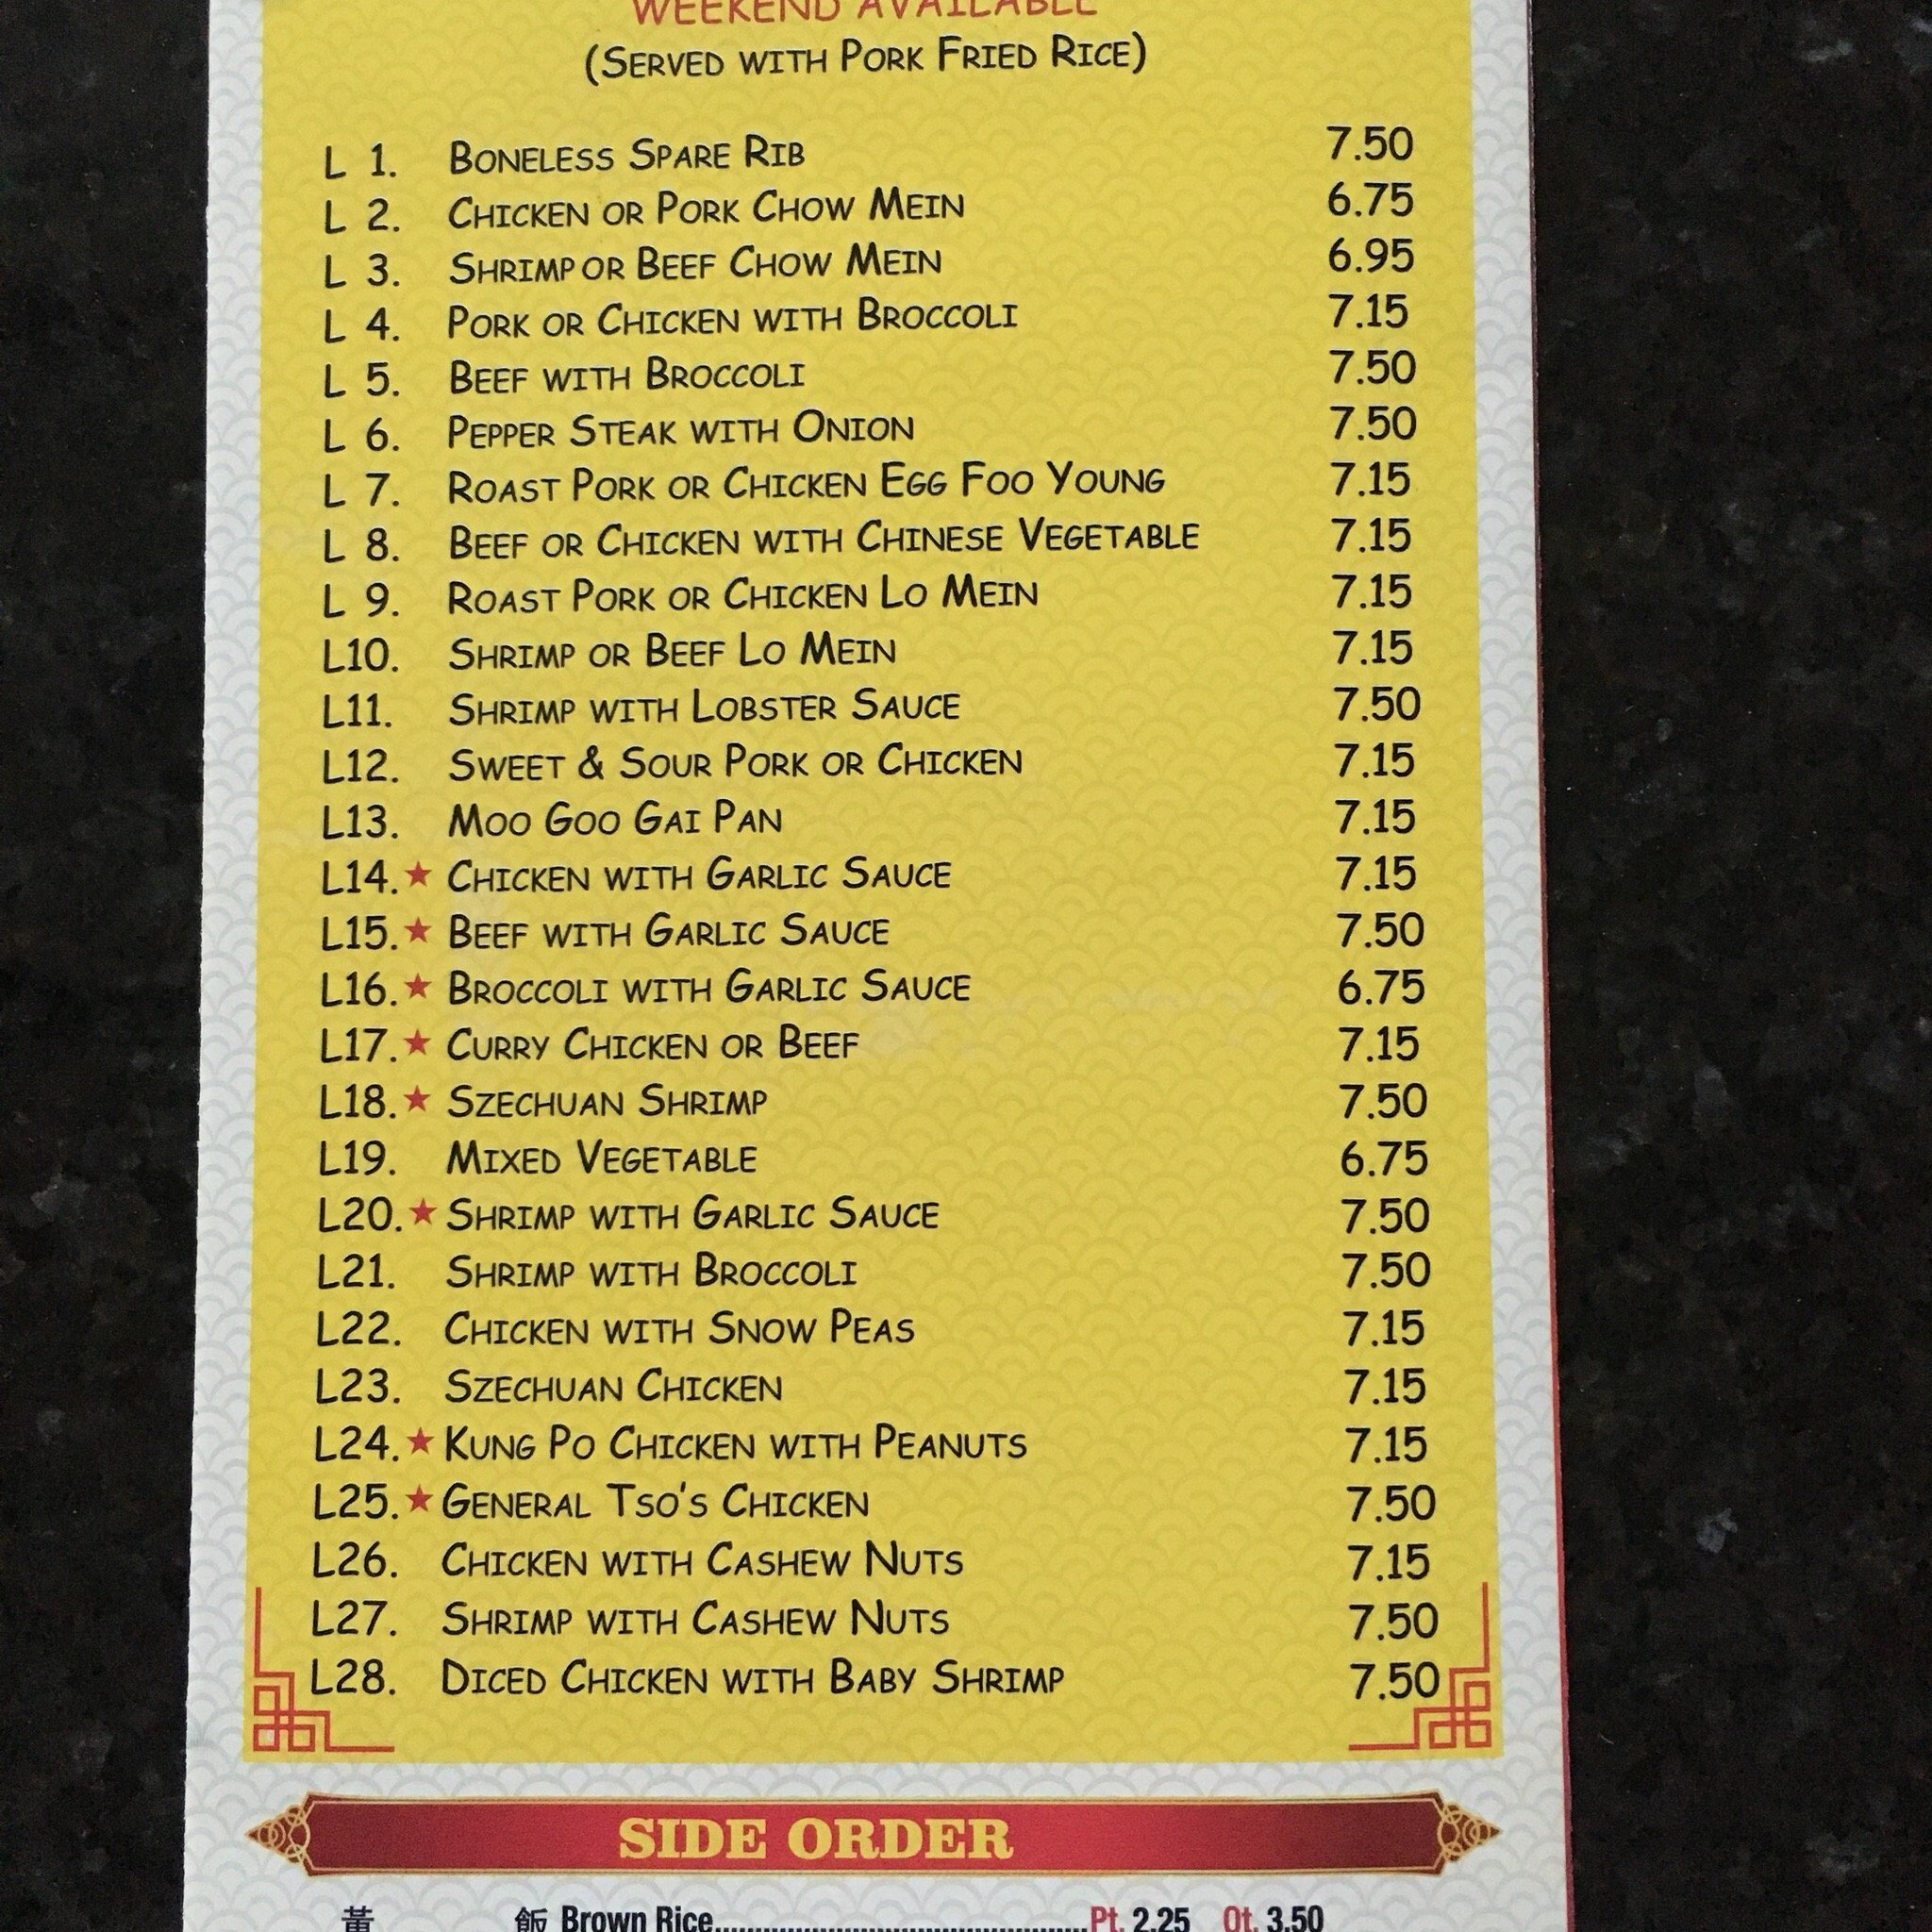 WEEKEND AVAILABLE
(SERVED WITH PORK FRIED RICE)
L 1. BONELESS SPARE RIB 7.50
L 2. CHICKEN OR PORK CHOW MEIN 6.75
L 3. SHRIMP OR BEEF CHOW MEIN 6.95
L 4. PORK OR CHICKEN WITH BROCCOLI 7.15
L 5. BEEF WITH BROCCOLI 7.50
L 6. PEPPER STEAK WITH ONION 7.50
L 7. ROAST PORK OR CHICKEN EGG FOO YOUNG 7.15
L 8. BEEF OR CHICKEN WITH CHINESE VEGETABLE 7.15
L 9. ROAST PORK OR CHICKEN LO MEIN 7.15
L10. SHRIMP OR BEEF LO MEIN 7.15
L11. SHRIMP WITH LOBSTER SAUCE 7.50
L12. SWEET & SOUR PORK OR CHICKEN 7.15
L13. MOO GOO GAI PAN 7.15
L14. ★ CHICKEN WITH GARLIC SAUCE 7.15
L15. ★ BEEF WITH GARLIC SAUCE 7.50
L16. ★ BROCCOLI WITH GARLIC SAUCE 6.75
L17. ★ CURRY CHICKEN OR BEEF 7.15
L18. ★ SZECHUAN SHRIMP 7.50
L19. MIXED VEGETABLE 6.75
L20. ★ SHRIMP WITH GARLIC SAUCE 7.50
L21. SHRIMP WITH BROCCOLI 7.50
L22. CHICKEN WITH SNOW PEAS 7.15
L23. SZECHUAN CHICKEN 7.15
L24. ★ KUNG PO CHICKEN WITH PEANUTS 7.15
L25. ★ GENERAL TSO'S CHICKEN 7.50
L26. CHICKEN WITH CASHEW NUTS 7.15
L27. SHRIMP WITH CASHEW NUTS 7.50
L28. DICED CHICKEN WITH BABY SHRIMP 7.50
SIDE ORDER
黃 飯 Brown Rice............................................Pt. 2.25 Qt. 3.50